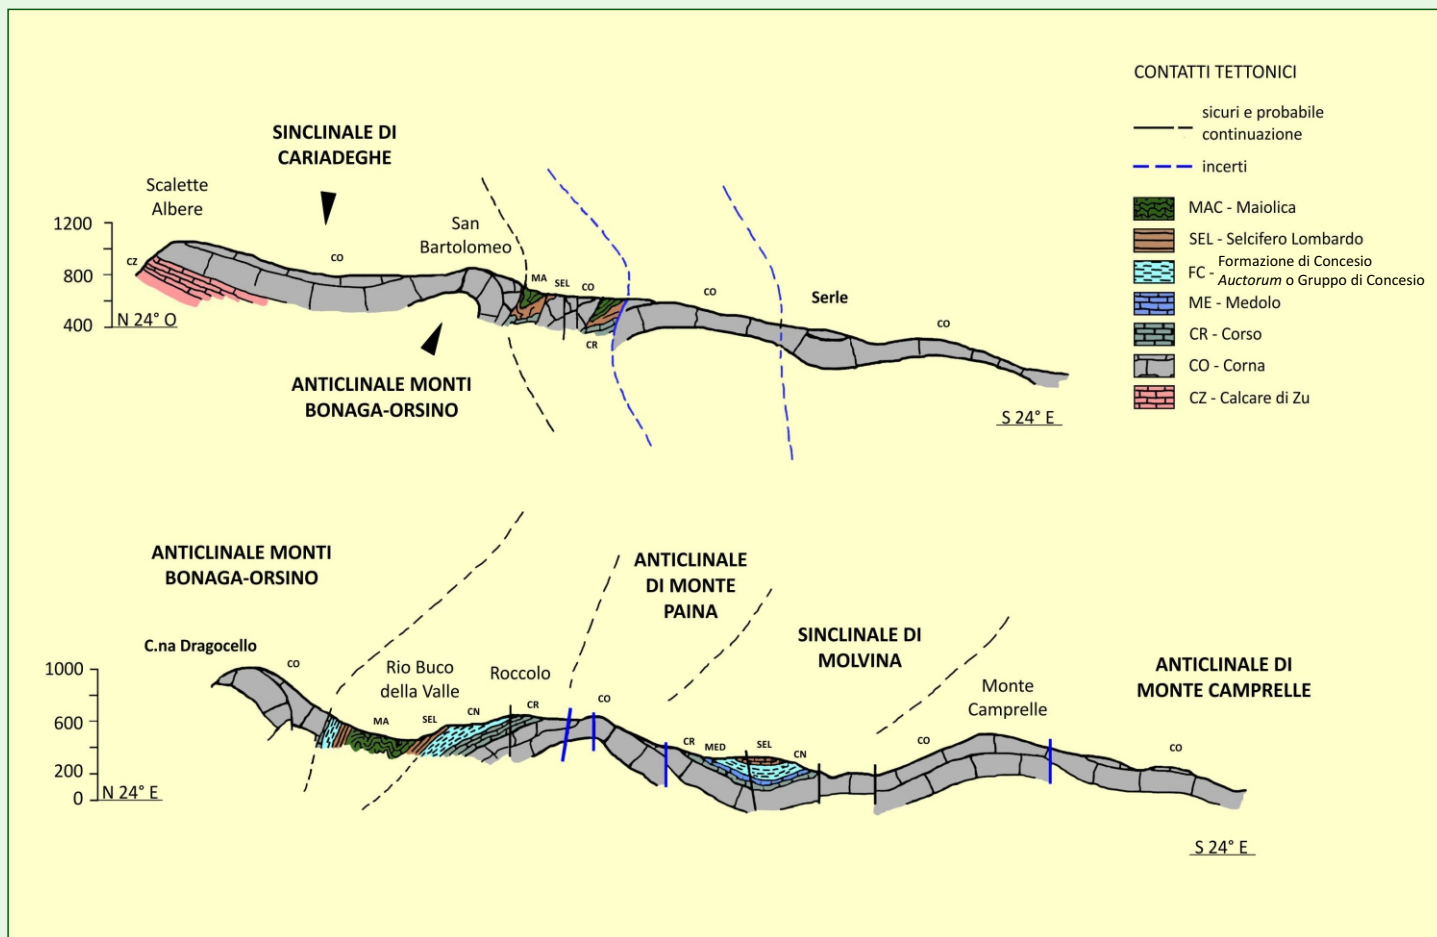 CONTATTI TETTONICI
sicuri e probabile
continuazione
incerti
MAC - Maiolica
SEL - Selcifero Lombardo
FC - Formazione di Concesio
Auctorum o Gruppo di Concesio
ME - Medolo
CR - Corso
CO - Corna
CZ - Calcare di Zu
SINCLINALE DI
CARIADEGHE
Scalette
Albere
San
Bartolomeo
1200
800
400
N 24° O
CZ
CO
MA
SEL
CO
CR
CO
Serle
CO
S 24° E
ANTICLINALE MONTI
BONAGA-ORSINO
ANTICLINALE MONTI
BONAGA-ORSINO
ANTICLINALE
DI MONTE
PAINA
SINCLINALE DI
MOLVINA
ANTICLINALE DI
MONTE CAMPRELLE
C.na Dragocello
Rio Buco
della Valle
Roccolo
Monte
Camprelle
1000
600
200
0
N 24° E
CO
MA
SEL
CN
CR
CO
CR
MED
SEL
CN
CO
CO
S 24° E